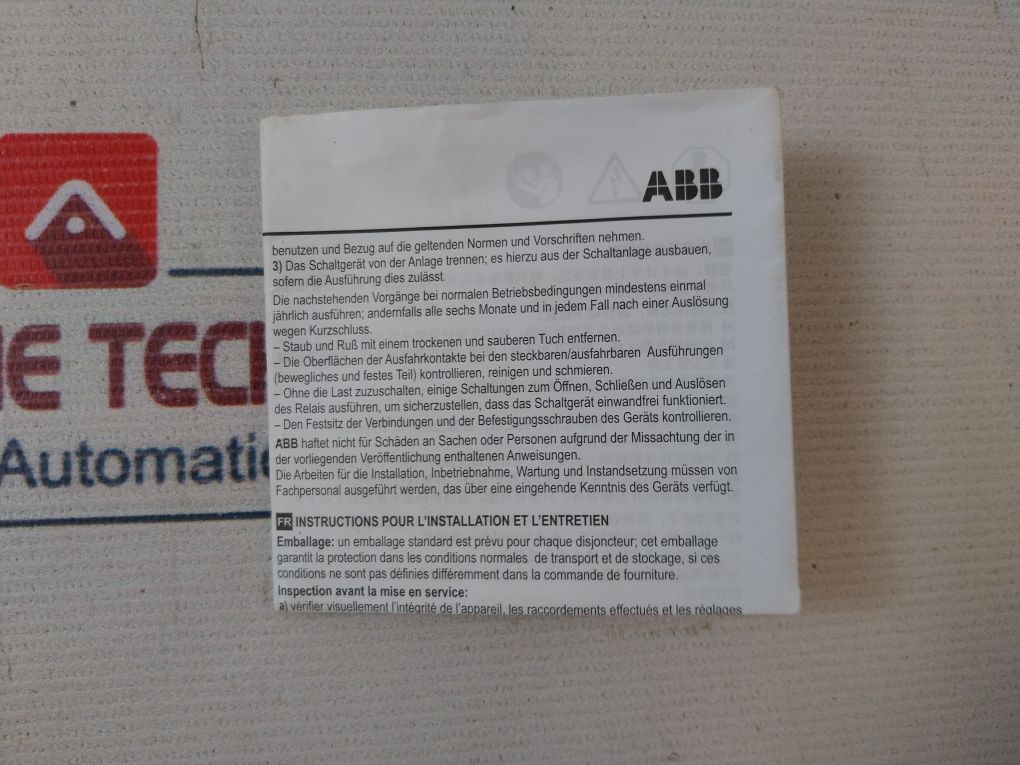 ABB
benutzen und Bezug auf die geltenden Normen und Vorschriften nehmen.
3) Das Schaltgerät von der Anlage trennen; es hierzu aus der Schaltanlage ausbauen,
sofern die Ausführung dies zulässt.
Die nachstehenden Vorgänge bei normalen Betriebsbedingungen mindestens einmal
jährlich ausführen; andernfalls alle sechs Monate und in jedem Fall nach einer Auslösung
wegen Kurzschluss.
– Staub und Ruß mit einem trockenen und sauberen Tuch entfernen.
– Die Oberflächen der Ausfahrkontakte bei den steckbaren/ausfahrbaren Ausführungen
(bewegliches und festes Teil) kontrollieren, reinigen und schmieren.
– Ohne die Last zuzuschalten, einige Schaltungen zum Öffnen, Schließen und Auslösen
des Relais ausführen, um sicherzustellen, dass das Schaltgerät einwandfrei funktioniert.
– Den Festsitz der Verbindungen und der Befestigungsschrauben des Geräts kontrollieren.
ABB haftet nicht für Schäden an Sachen oder Personen aufgrund der Missachtung der in
der vorliegenden Veröffentlichung enthaltenen Anweisungen.
Die Arbeiten für die Installation, Inbetriebnahme, Wartung und Instandsetzung müssen von
Fachpersonal ausgeführt werden, das über eine eingehende Kenntnis des Geräts verfügt.
FR INSTRUCTIONS POUR L'INSTALLATION ET L'ENTRETIEN
Emballage: un emballage standard est prévu pour chaque disjoncteur; cet emballage
garantit la protection dans les conditions normales de transport et de stockage, si ces
conditions ne sont pas définies différemment dans la commande de fourniture.
Inspection avant la mise en service:
a) vérifier visuellement l'intégrité de l'appareil, les raccordements effectués et les réglages
NE TECH
Automatio